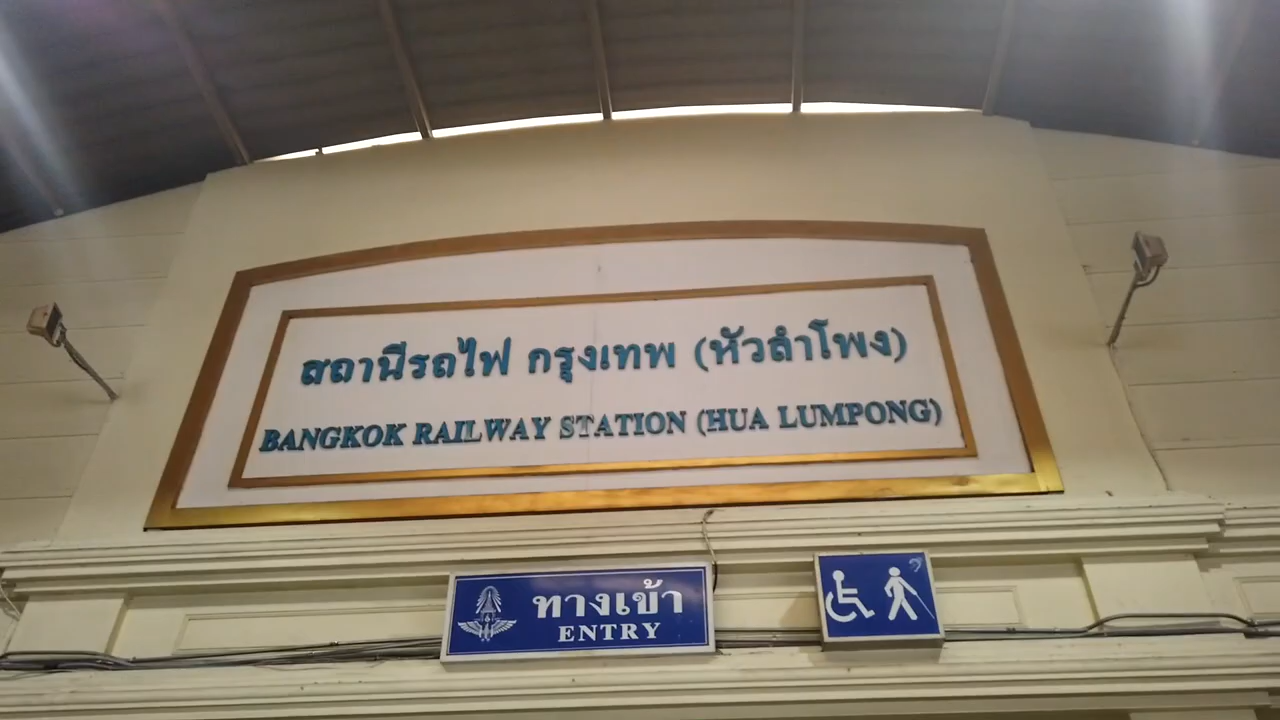 สถานีรถไฟ กรุงเทพ (หัวลำโพง)
BANGKOK RAILWAY STATION (HUA LUMPONG)
ทางเข้า
ENTRY